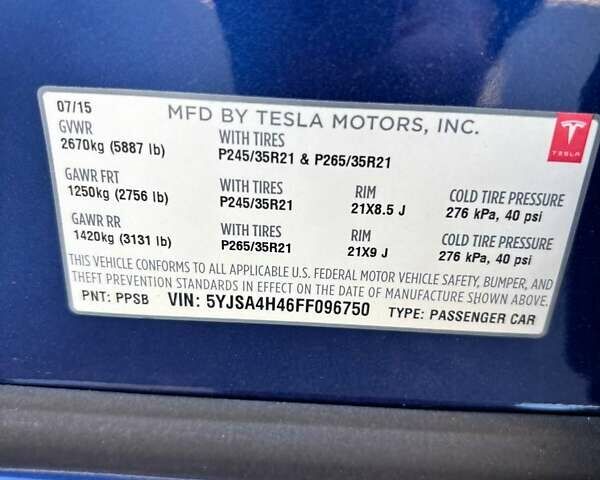 07/15 MFD BY TESLA MOTORS, INC.
TESLA
GVWR WITH TIRES
2670kg (5887 lb) P245/35R21 & P265/35R21
GAWR FRT WITH TIRES RIM COLD TIRE PRESSURE
1250kg (2756 lb) P245/35R21 21X8.5 J 276 kPa, 40 psi
GAWR RR WITH TIRES RIM COLD TIRE PRESSURE
1420kg (3131 lb) P265/35R21 21X9 J 276 kPa, 40 psi
THIS VEHICLE CONFORMS TO ALL APPLICABLE U.S. FEDERAL MOTOR VEHICLE SAFETY, BUMPER, AND
THEFT PREVENTION STANDARDS IN EFFECT ON THE DATE OF MANUFACTURE SHOWN ABOVE.
PNT: PPSB VIN: 5YJSA4H46FF096750 TYPE: PASSENGER CAR